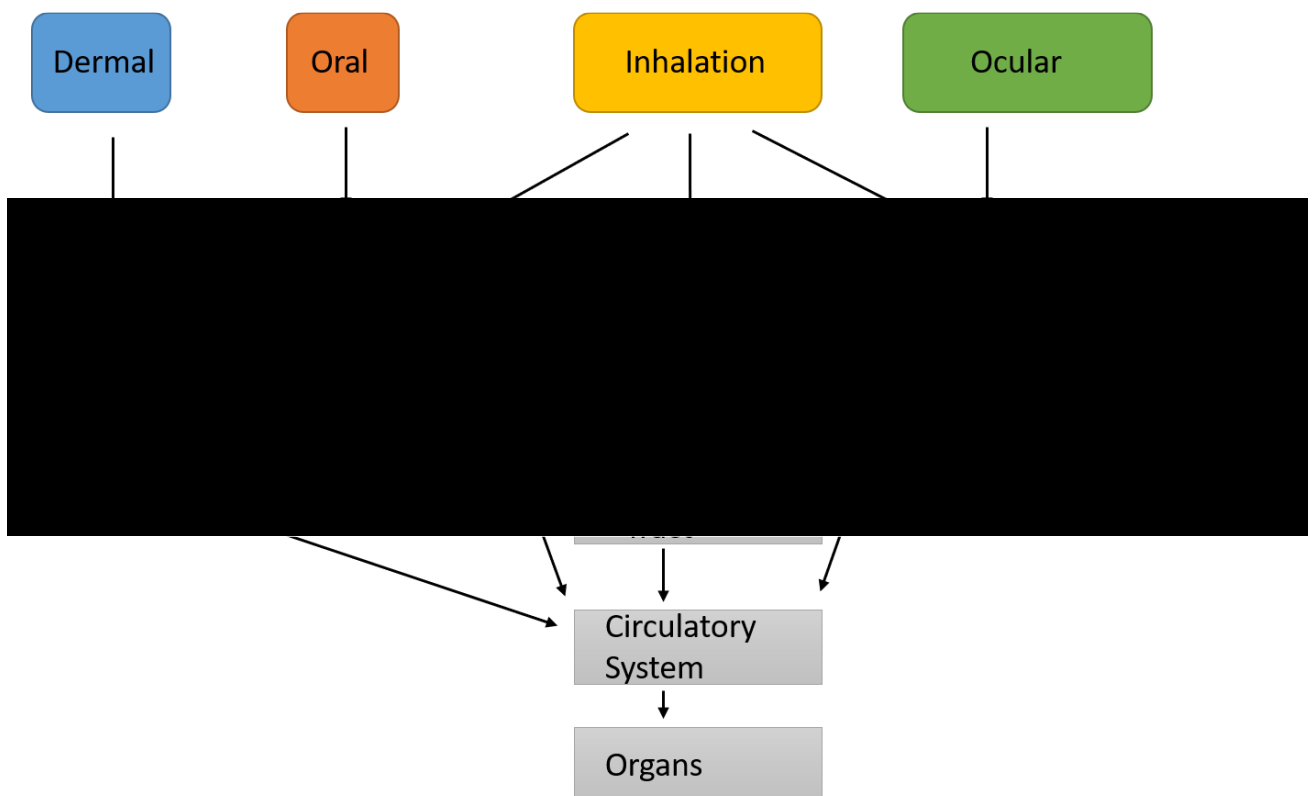 Dermal
Oral
Inhalation
Ocular
Circulatory
System
Organs